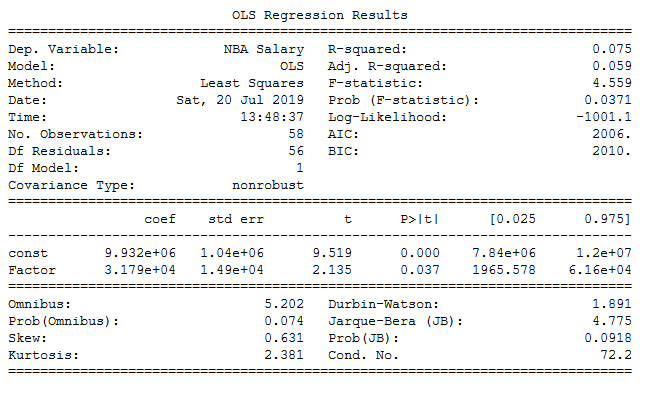 OLS Regression Results
==============================================================================
Dep. Variable: NBA Salary R-squared: 0.075
Model: OLS Adj. R-squared: 0.059
Method: Least Squares F-statistic: 4.559
Date: Sat, 20 Jul 2019 Prob (F-statistic): 0.0371
Time: 13:48:37 Log-Likelihood: -1001.1
No. Observations: 58 AIC: 2006.
Df Residuals: 56 BIC: 2010.
Df Model: 1
Covariance Type: nonrobust
==============================================================================
coef std err t P>|t| [0.025 0.975]
------------------------------------------------------------------------------
const 9.932e+06 1.04e+06 9.519 0.000 7.84e+06 1.2e+07
Factor 3.179e+04 1.49e+04 2.135 0.037 1965.578 6.16e+04
==============================================================================
Omnibus: 5.202 Durbin-Watson: 1.891
Prob(Omnibus): 0.074 Jarque-Bera (JB): 4.775
Skew: 0.631 Prob(JB): 0.0918
Kurtosis: 2.381 Cond. No. 72.2
==============================================================================